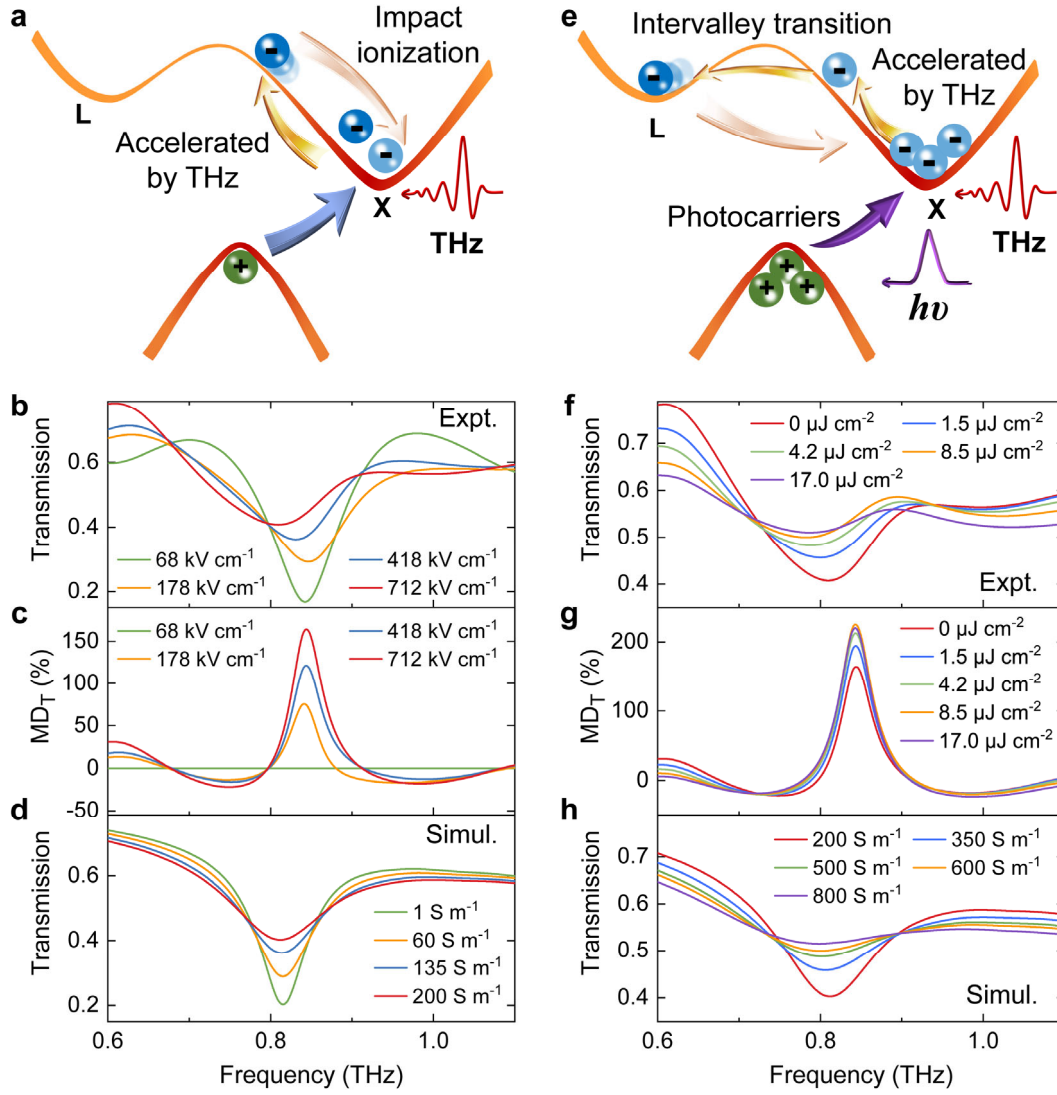 a
Impact
ionization
-
-
-
L
Accelerated
by THz
X
THz
+
e
Intervalley transition
-
-
Accelerated
by THz
L
- - -
X
Photocarriers
THz
+ + +
hυ
b
Expt.
Transmission
0.6
0.4
0.2
68 kV cm⁻¹
418 kV cm⁻¹
178 kV cm⁻¹
712 kV cm⁻¹
c
68 kV cm⁻¹
418 kV cm⁻¹
178 kV cm⁻¹
712 kV cm⁻¹
MD_T (%)
150
100
50
0
-50
d
Simul.
Transmission
0.6
0.4
0.2
1 S m⁻¹
60 S m⁻¹
135 S m⁻¹
200 S m⁻¹
0.6 0.8 1.0
Frequency (THz)
f
0 μJ cm⁻²
1.5 μJ cm⁻²
4.2 μJ cm⁻²
8.5 μJ cm⁻²
17.0 μJ cm⁻²
Transmission
0.7
0.6
0.5
0.4
Expt.
g
0 μJ cm⁻²
1.5 μJ cm⁻²
4.2 μJ cm⁻²
8.5 μJ cm⁻²
17.0 μJ cm⁻²
MD_T (%)
200
100
0
h
200 S m⁻¹
350 S m⁻¹
500 S m⁻¹
600 S m⁻¹
800 S m⁻¹
Transmission
0.7
0.6
0.5
0.4
Simul.
0.6 0.8 1.0
Frequency (THz)